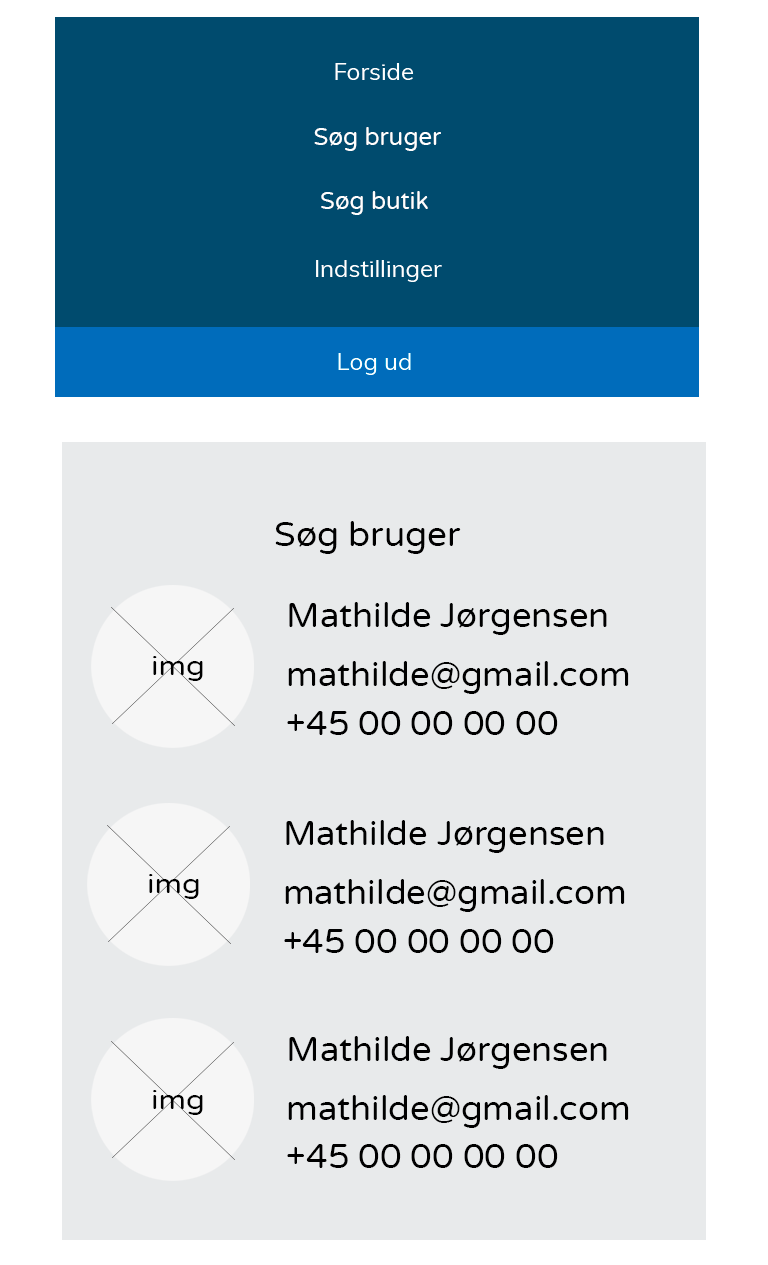 Forside
Søg bruger
Søg butik
Indstillinger
Log ud
Søg bruger
img
Mathilde Jørgensen
mathilde@gmail.com
+45 00 00 00 00
img
Mathilde Jørgensen
mathilde@gmail.com
+45 00 00 00 00
img
Mathilde Jørgensen
mathilde@gmail.com
+45 00 00 00 00